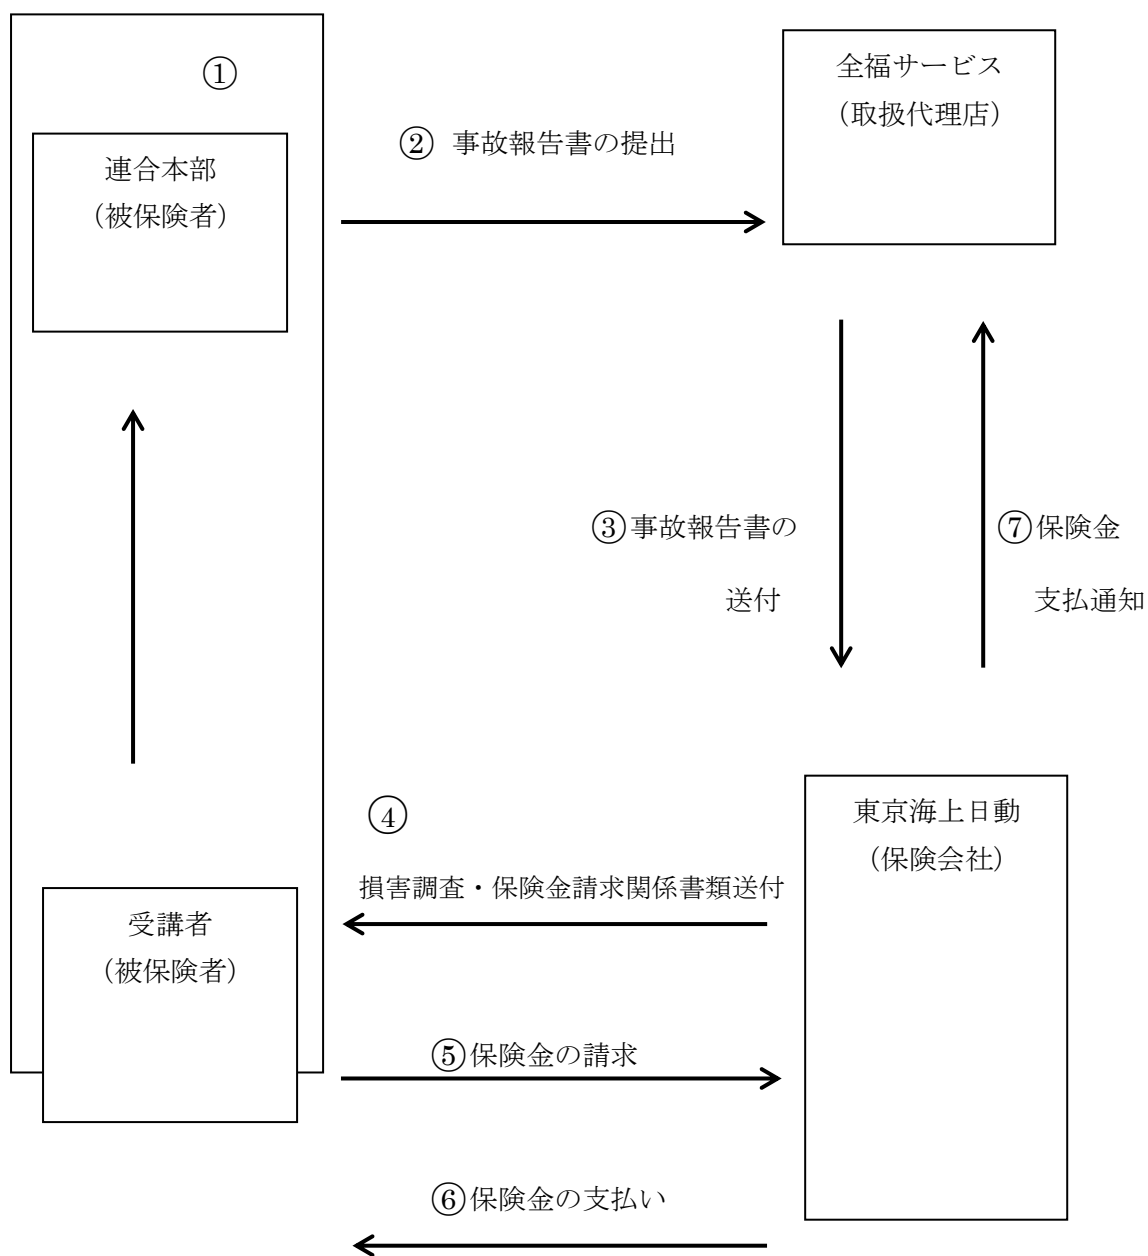 ①
全福サービス
（取扱代理店）
② 事故報告書の提出
連合本部
（被保険者）
③事故報告書の
送付
⑦保険金
支払通知
④
損害調査・保険金請求関係書類送付
東京海上日動
（保険会社）
受講者
（被保険者）
⑤保険金の請求
⑥保険金の支払い